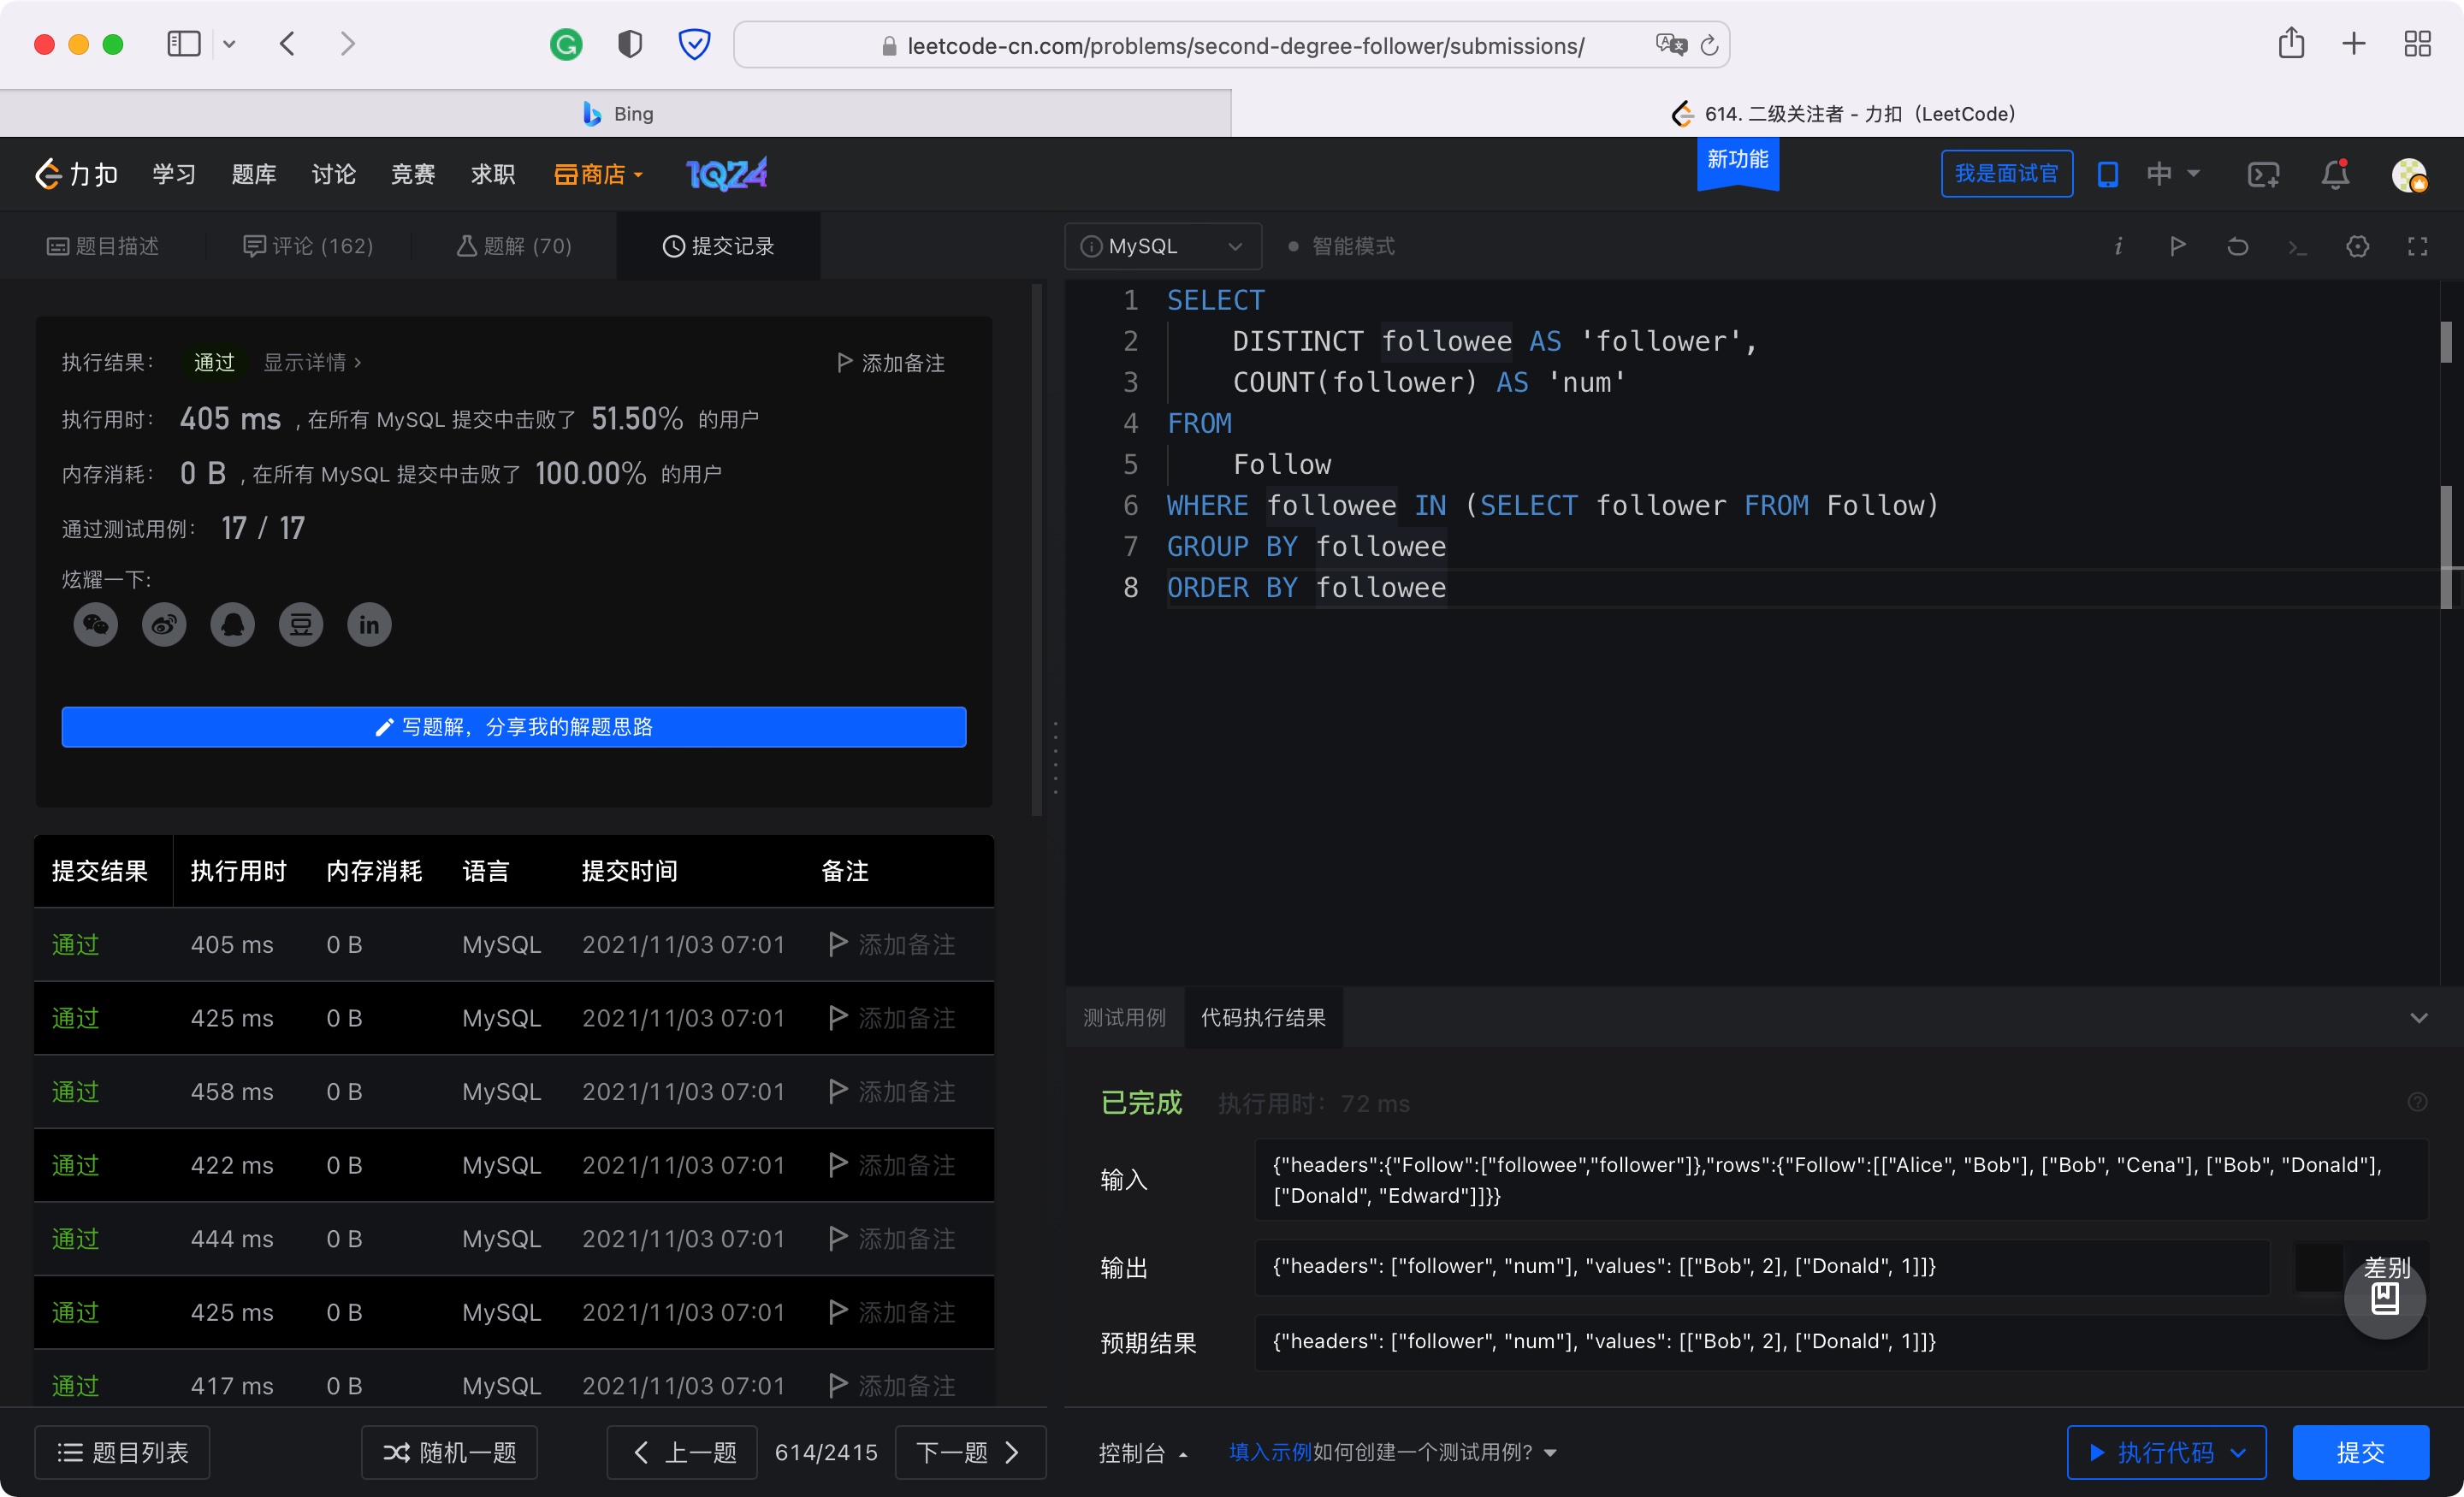 leetcode-cn.com/problems/second-degree-follower/submissions/
Bing
614. 二级关注者 - 力扣（LeetCode）
力扣 学习 题库 讨论 竞赛 求职 商店 1024 新功能 我是面试官 中
题目描述 评论 (162) 题解 (70) 提交记录
MySQL 智能模式
执行结果： 通过 显示详情 › 添加备注
执行用时： 405 ms , 在所有 MySQL 提交中击败了 51.50% 的用户
内存消耗： 0 B , 在所有 MySQL 提交中击败了 100.00% 的用户
通过测试用例： 17 / 17
炫耀一下:
豆 in
写题解，分享我的解题思路
提交结果 执行用时 内存消耗 语言 提交时间 备注
通过 405 ms 0 B MySQL 2021/11/03 07:01 添加备注
通过 425 ms 0 B MySQL 2021/11/03 07:01 添加备注
通过 458 ms 0 B MySQL 2021/11/03 07:01 添加备注
通过 422 ms 0 B MySQL 2021/11/03 07:01 添加备注
通过 444 ms 0 B MySQL 2021/11/03 07:01 添加备注
通过 425 ms 0 B MySQL 2021/11/03 07:01 添加备注
通过 417 ms 0 B MySQL 2021/11/03 07:01 添加备注
题目列表 随机一题 上一题 614/2415 下一题
1 SELECT
2 DISTINCT followee AS 'follower',
3 COUNT(follower) AS 'num'
4 FROM
5 Follow
6 WHERE followee IN (SELECT follower FROM Follow)
7 GROUP BY followee
8 ORDER BY followee
测试用例 代码执行结果
已完成 执行用时：72 ms
输入
{"headers":{"Follow":["followee","follower"]},"rows":{"Follow":[["Alice", "Bob"], ["Bob", "Cena"], ["Bob", "Donald"],
["Donald", "Edward"]]}}
输出
{"headers": ["follower", "num"], "values": [["Bob", 2], ["Donald", 1]]}
差别
预期结果
{"headers": ["follower", "num"], "values": [["Bob", 2], ["Donald", 1]]}
控制台 填入示例 如何创建一个测试用例? 执行代码 提交